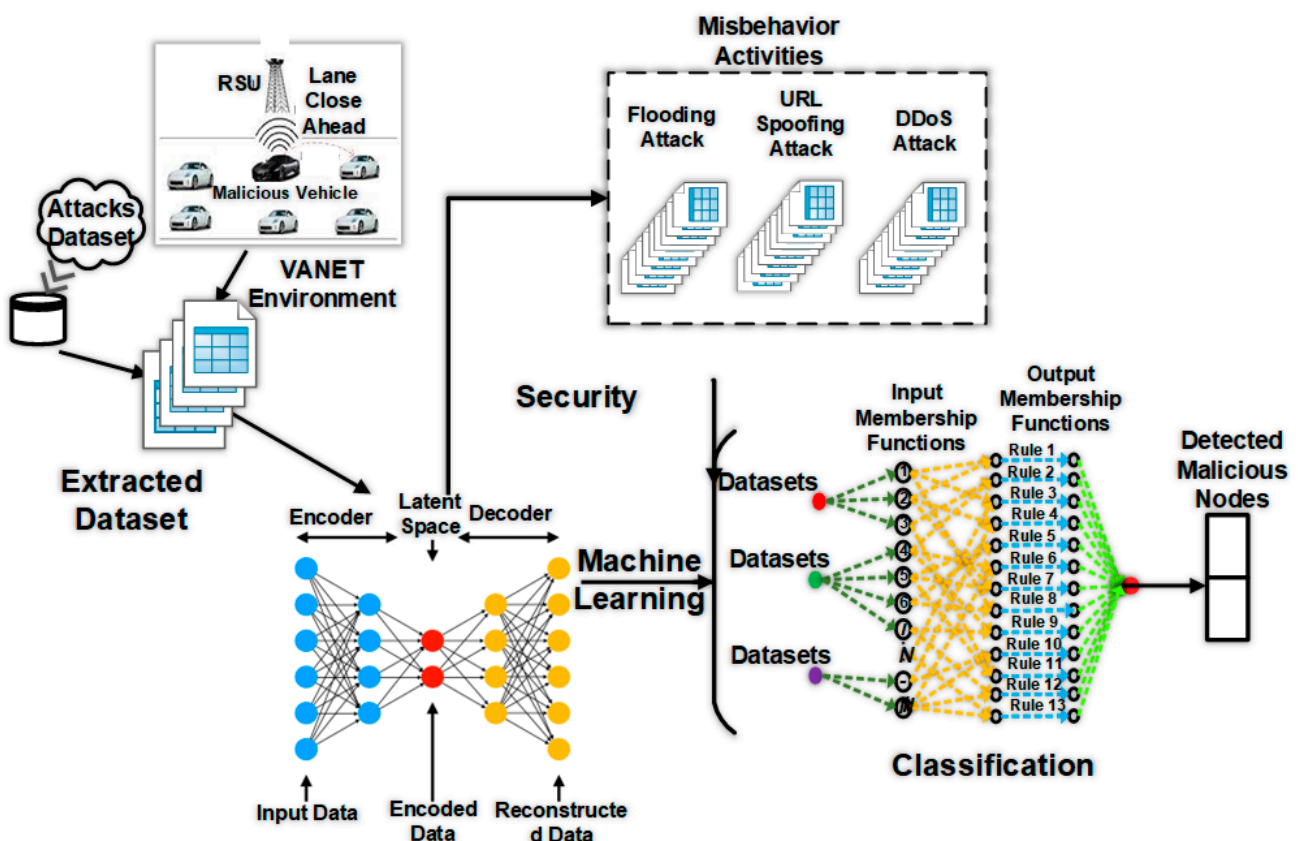 Misbehavior
Activities
RSU
Lane
Close
Ahead
Malicious Vehicle
Attacks
Dataset
VANET
Environment
Flooding
Attack
URL
Spoofing
Attack
DDoS
Attack
Extracted
Dataset
Security
Encoder
Latent
Space
Decoder
Machine
Learning
Input Data
Encoded
Data
Reconstructe
d Data
Datasets
Datasets
Datasets
Input
Membership
Functions
1
2
3
4
5
6
N
-
Output
Membership
Functions
Rule 1
Rule 2
Rule 3
Rule 4
Rule 5
Rule 6
Rule 7
Rule 8
Rule 9
Rule 10
Rule 11
Rule 12
Rule 13
Detected
Malicious
Nodes
Classification